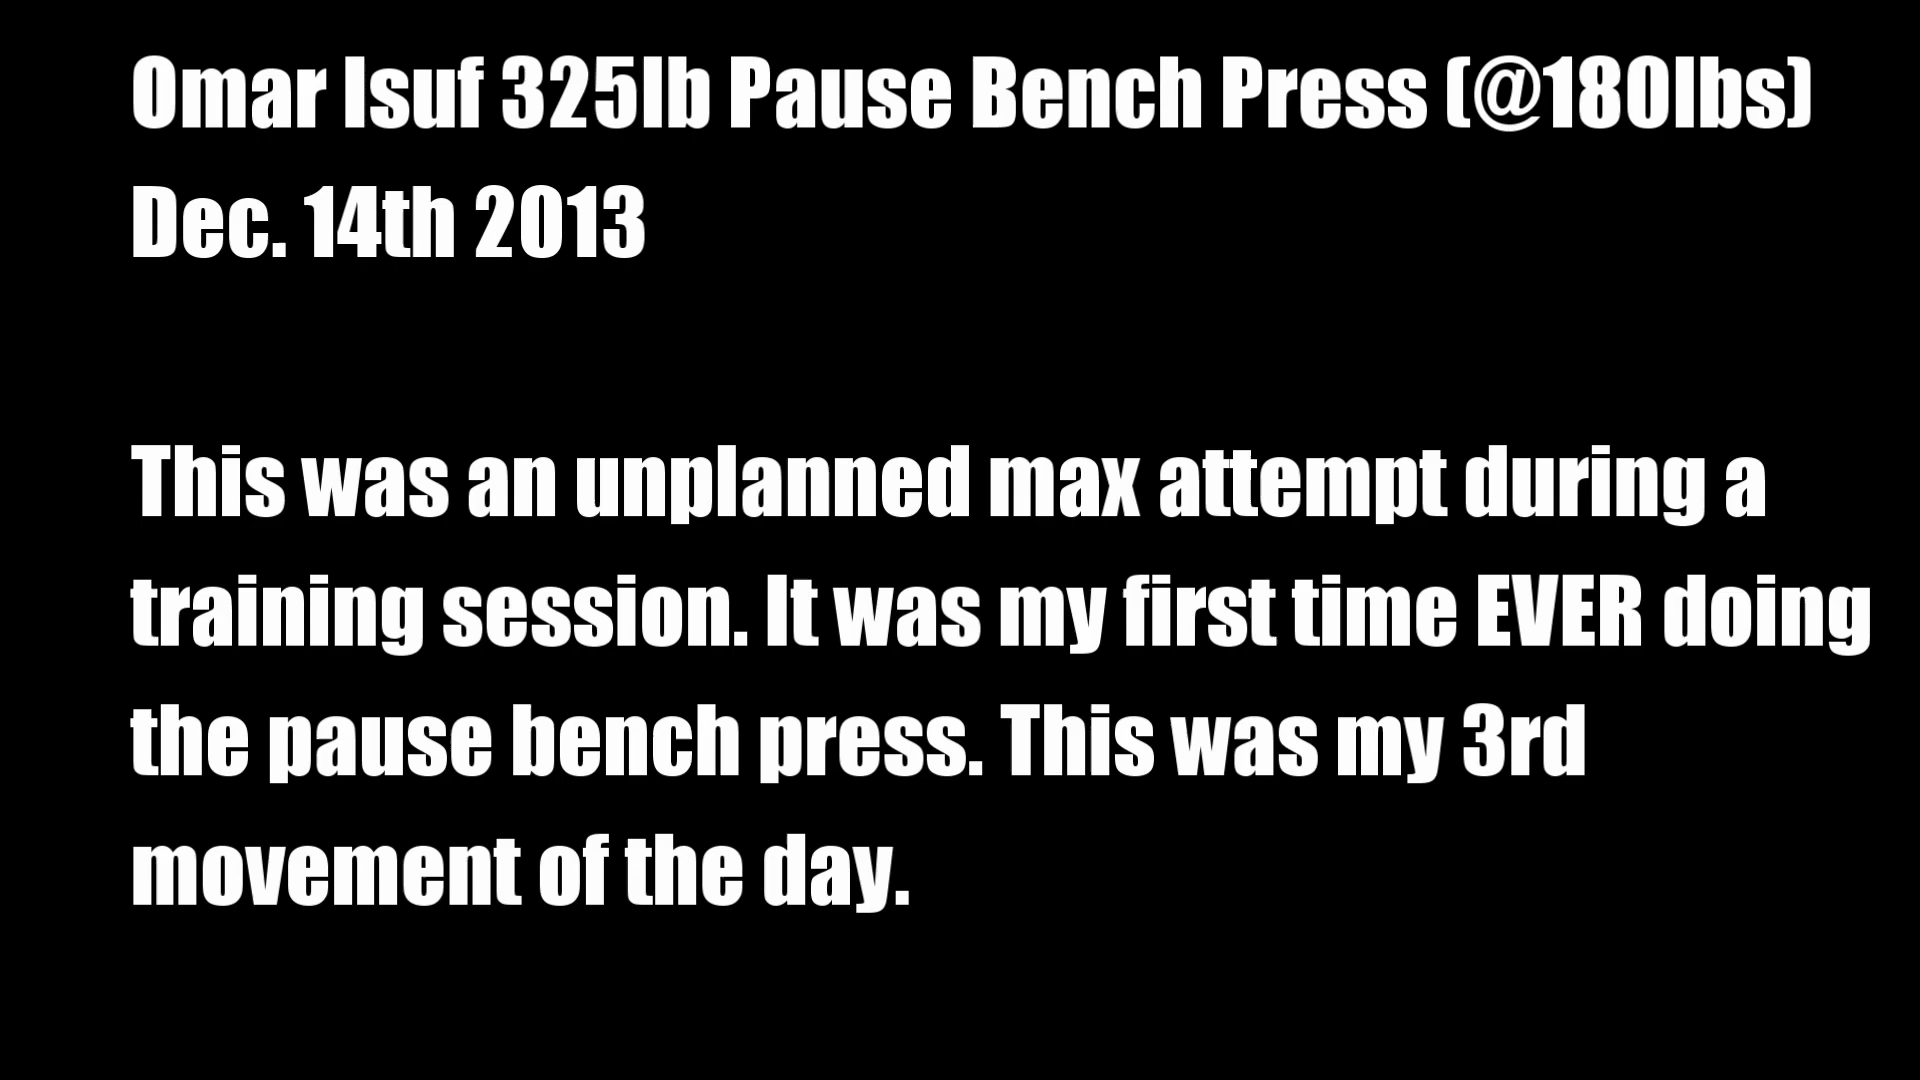 Omar Isuf 325lb Pause Bench Press (@180lbs)
Dec. 14th 2013
This was an unplanned max attempt during a
training session. It was my first time EVER doing
the pause bench press. This was my 3rd
movement of the day.